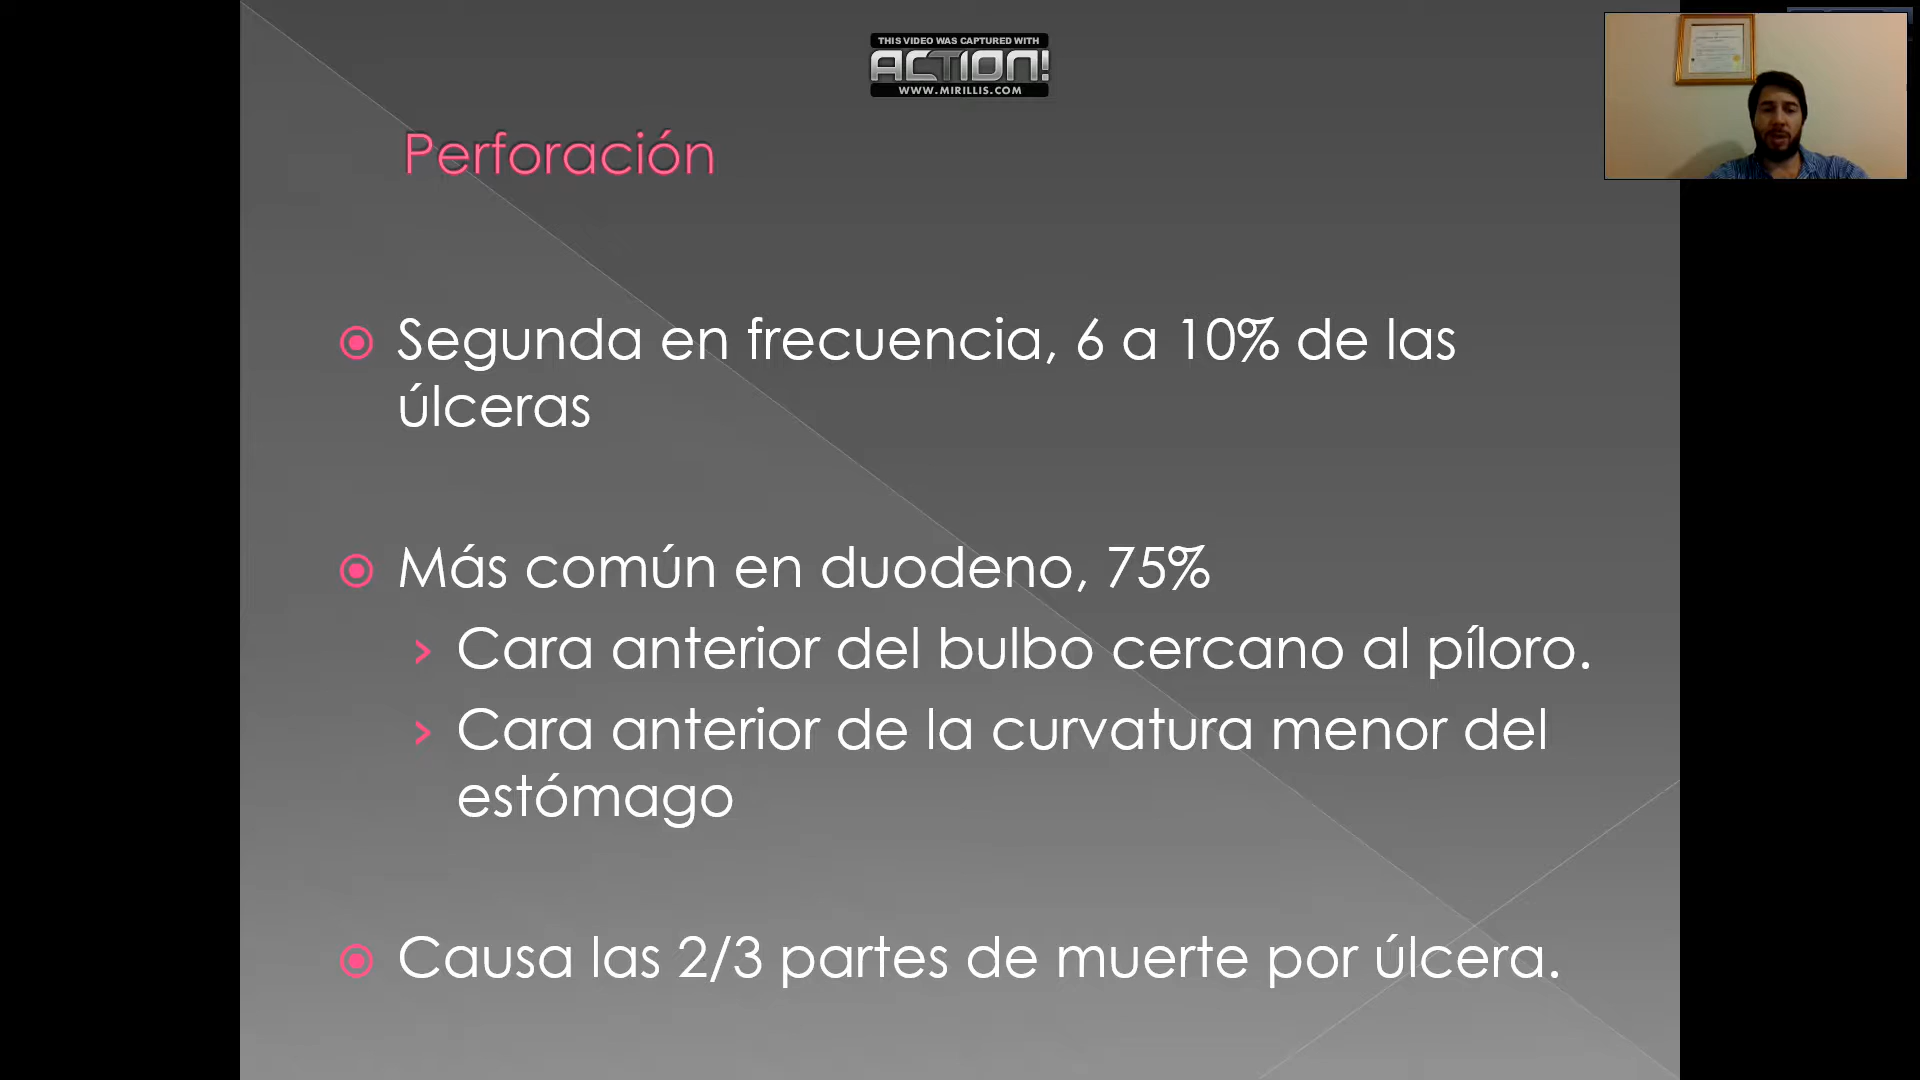 THIS VIDEO WAS CAPTURED WITH
ACTION!
WWW.MIRILLIS.COM
Perforación
Segunda en frecuencia, 6 a 10% de las
úlceras
Más común en duodeno, 75%
Cara anterior del bulbo cercano al píloro.
Cara anterior de la curvatura menor del
estómago
Causa las 2/3 partes de muerte por úlcera.